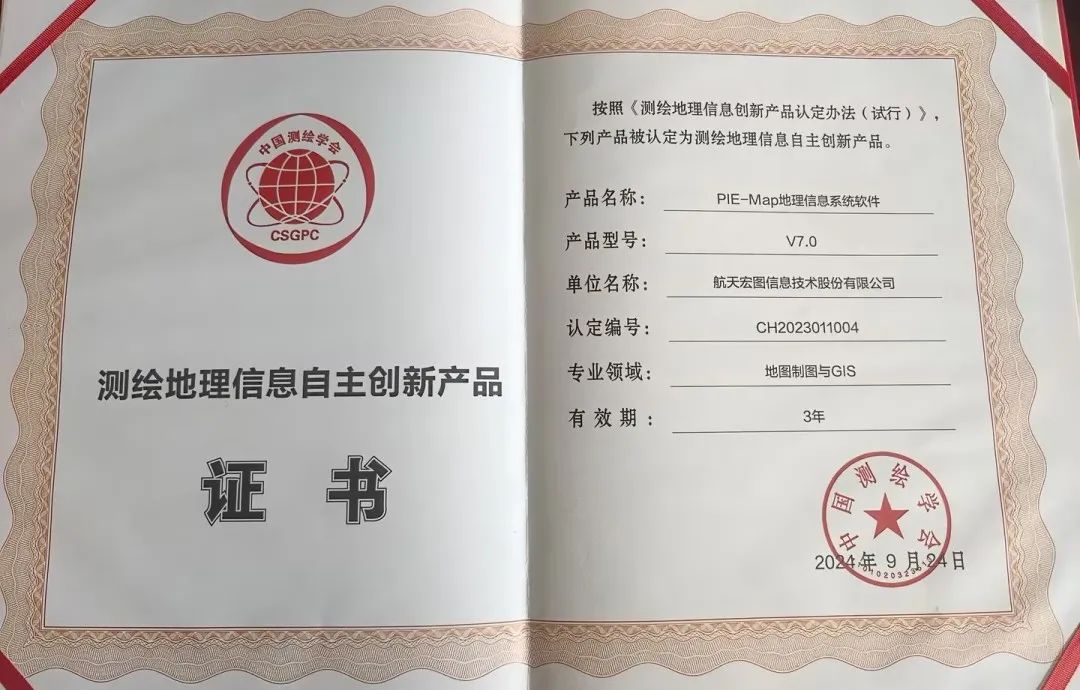 中国测绘学会
CSGPC
测绘地理信息自主创新产品
证 书
按照《测绘地理信息创新产品认定办法（试行）》，
下列产品被认定为测绘地理信息自主创新产品。
产品名称： PIE-Map地理信息系统软件
产品型号： V7.0
单位名称： 航天宏图信息技术股份有限公司
认定编号： CH2023011004
专业领域： 地图制图与GIS
有 效 期 ： 3年
中国测绘学会
2024年 9 月 24日